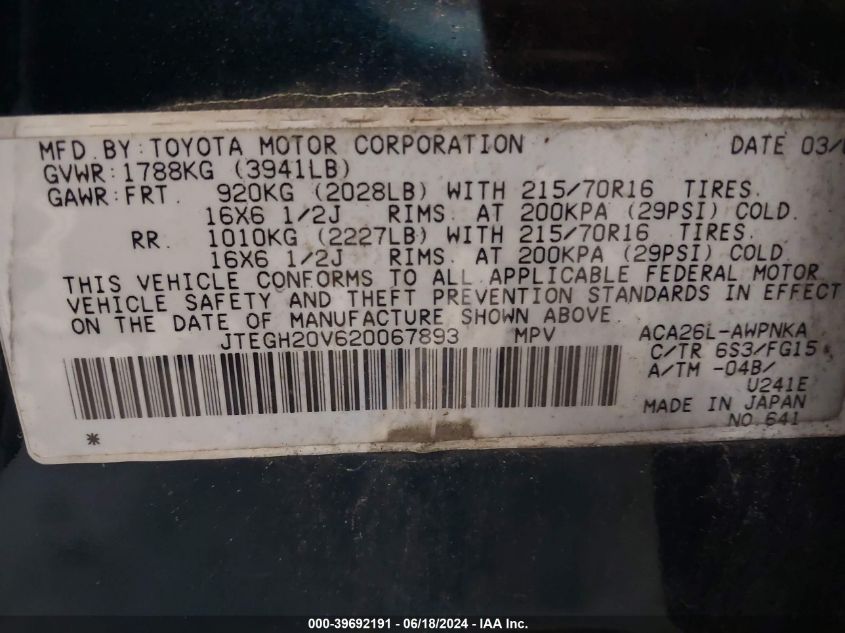 MFD. BY: TOYOTA MOTOR CORPORATION DATE 03/
GVWR: 1788KG (3941LB)
GAWR: FRT. 920KG (2028LB) WITH 215/70R16 TIRES.
16X6 1/2J RIMS. AT 200KPA (29PSI) COLD.
RR. 1010KG (2227LB) WITH 215/70R16 TIRES.
16X6 1/2J RIMS. AT 200KPA (29PSI) COLD
THIS VEHICLE CONFORMS TO ALL APPLICABLE FEDERAL MOTOR
VEHICLE SAFETY AND THEFT PREVENTION STANDARDS IN EFFECT
ON THE DATE OF MANUFACTURE SHOWN ABOVE.
JTEGH20V620067893 MPV ACA26L-AWPNKA
C/TR 6S3/FG15
A/TM -04B/
U241E
MADE IN JAPAN
NO. 641
*
000-39692191 - 06/18/2024 - IAA Inc.